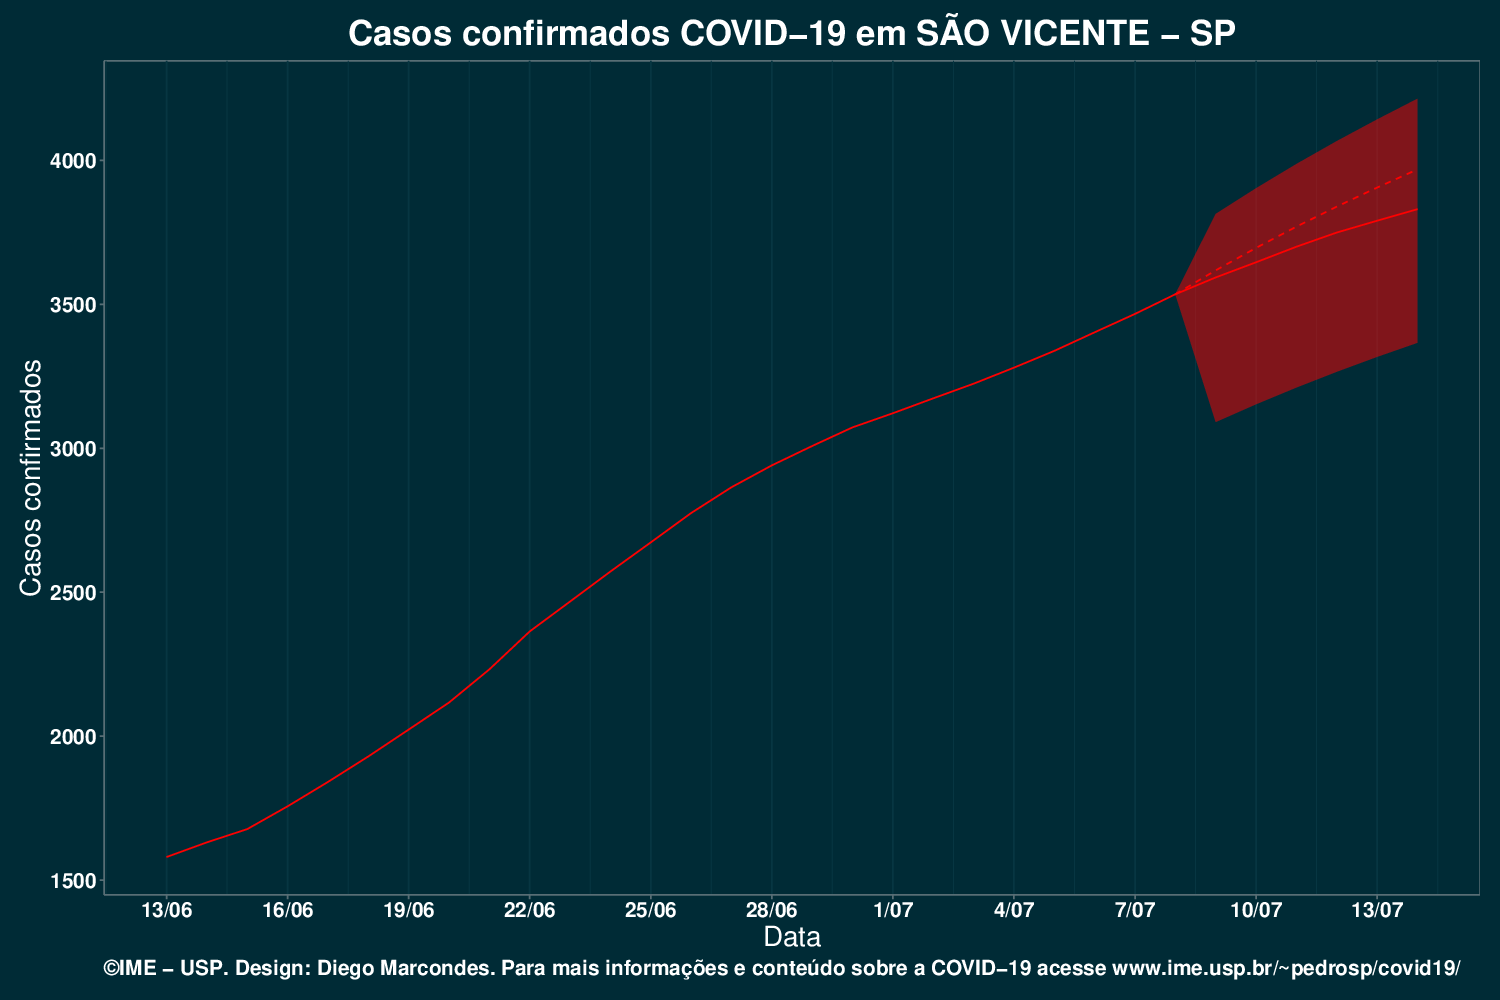 Casos confirmados COVID−19 em SÃO VICENTE − SP
Casos confirmados
4000
3500
3000
2500
2000
1500
13/06 16/06 19/06 22/06 25/06 28/06 1/07 4/07 7/07 10/07 13/07
Data
©IME − USP. Design: Diego Marcondes. Para mais informações e conteúdo sobre a COVID−19 acesse www.ime.usp.br/~pedrosp/covid19/